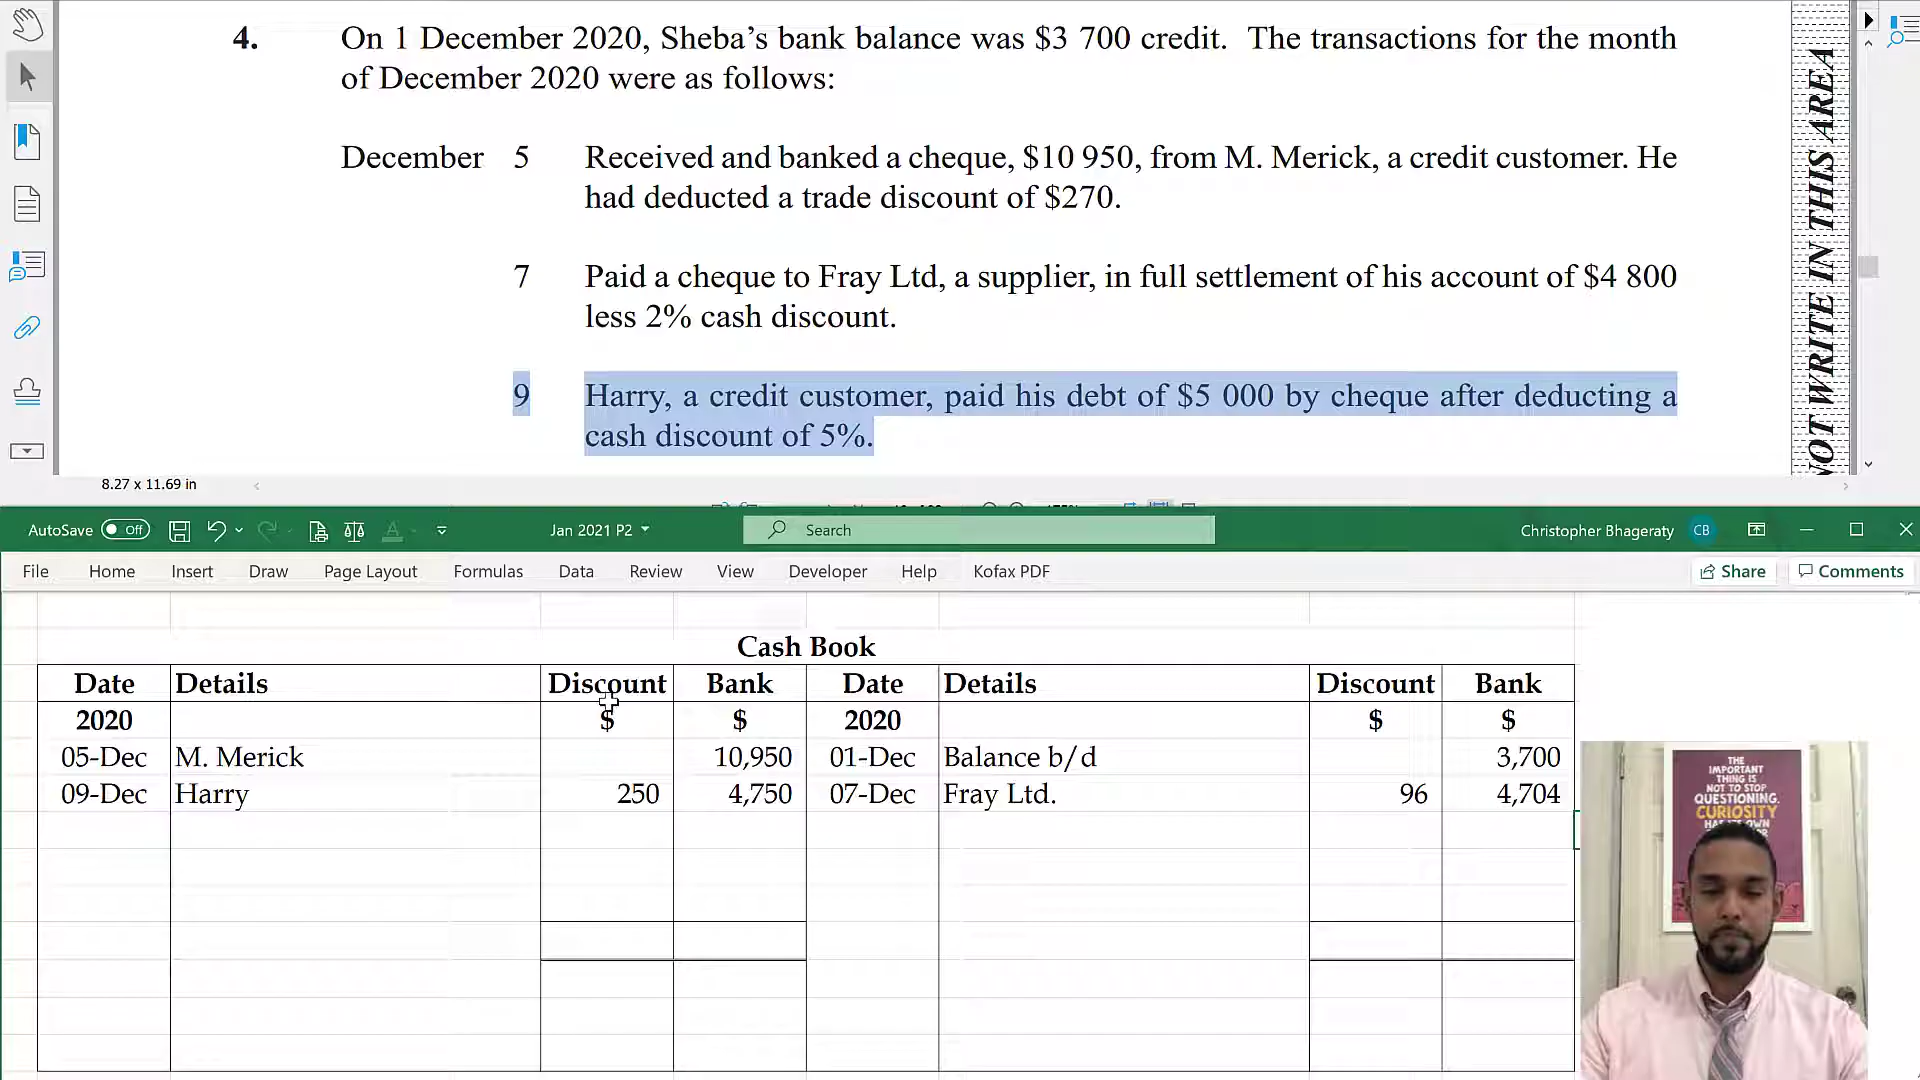 4. On 1 December 2020, Sheba's bank balance was $3 700 credit. The transactions for the month
of December 2020 were as follows:
December 5 Received and banked a cheque, $10 950, from M. Merick, a credit customer. He
had deducted a trade discount of $270.
7 Paid a cheque to Fray Ltd, a supplier, in full settlement of his account of $4 800
less 2% cash discount.
9 Harry, a credit customer, paid his debt of $5 000 by cheque after deducting a
cash discount of 5%.
NOT WRITE IN THIS AREA
8.27 x 11.69 in
AutoSave Off Jan 2021 P2 Search Christopher Bhageraty CB
File Home Insert Draw Page Layout Formulas Data Review View Developer Help Kofax PDF Share Comments
Cash Book
Date Details Discount Bank Date Details Discount Bank
2020 $ $ 2020 $ $
05-Dec M. Merick 10,950 01-Dec Balance b/d 3,700
09-Dec Harry 250 4,750 07-Dec Fray Ltd. 96 4,704
THE
IMPORTANT
THING IS
NOT TO STOP
QUESTIONING.
CURIOSITY
HAS ITS OWN